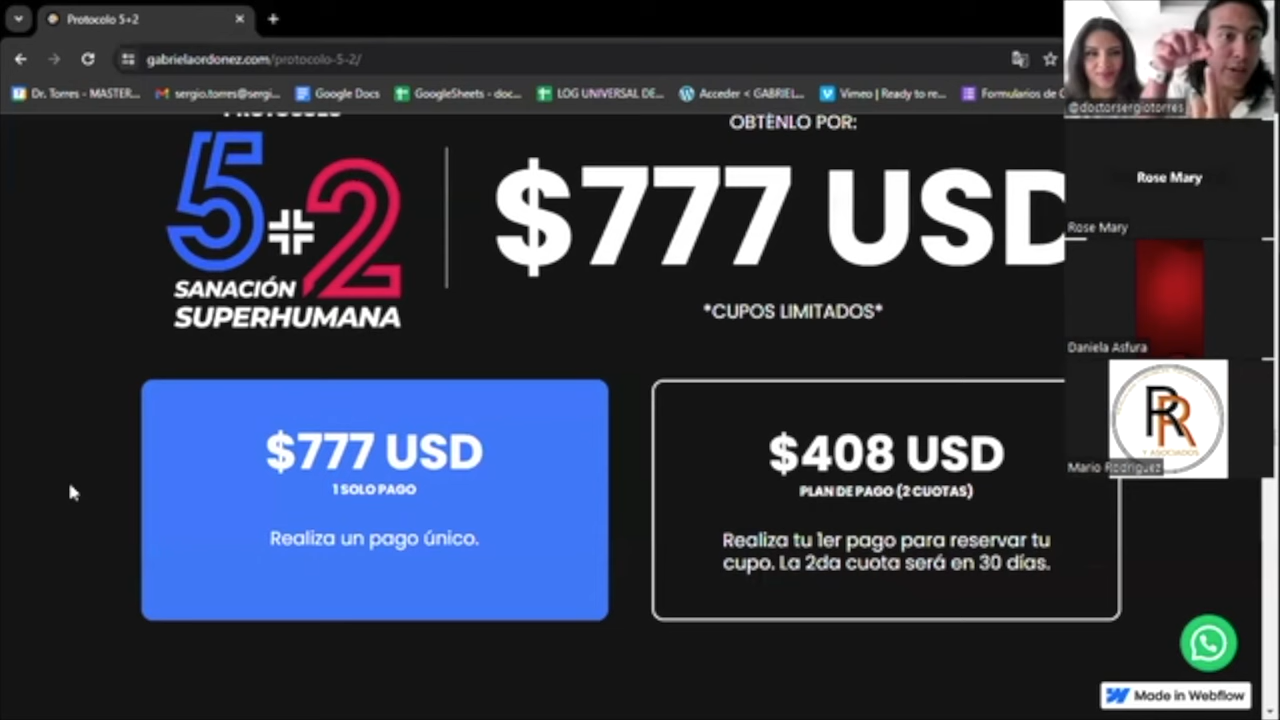 Protocolo 5+2
gabrielaordonez.com/protocolo-5-2/
Dr. Torres - MASTER...
sergio.torres@sergi...
Google Docs
GoogleSheets - doc...
LOG UNIVERSAL DE...
Acceder < GABRIEL...
Vimeo | Ready to re...
Formularios de G
@doctorsergiotorres
5+2
SANACIÓN
SUPERHUMANA
OBTÉNLO POR:
$777 USD
*CUPOS LIMITADOS*
Rose Mary
Rose Mary
Daniela Asfura
RR
Y ASOCIADOS
Mario Rodriguez
$777 USD
1 SOLO PAGO
Realiza un pago único.
$408 USD
PLAN DE PAGO (2 CUOTAS)
Realiza tu 1er pago para reservar tu
cupo. La 2da cuota será en 30 días.
Made in Webflow